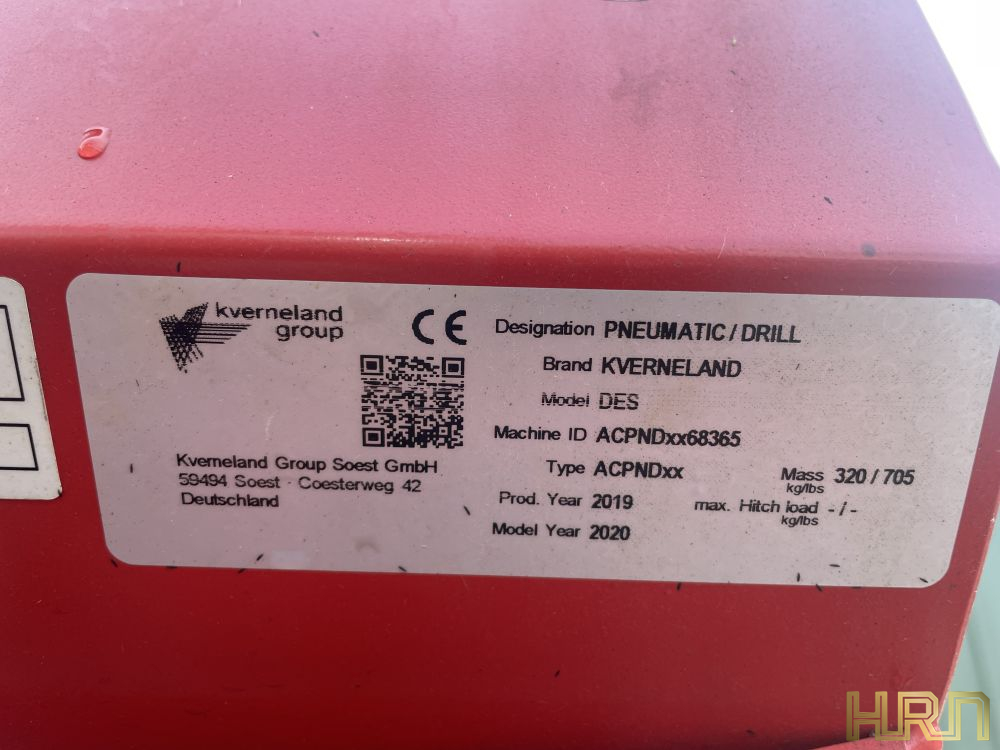 kverneland
group
CE
Kverneland Group Soest GmbH
59494 Soest · Coesterweg 42
Deutschland
Designation PNEUMATIC / DRILL
Brand KVERNELAND
Model DES
Machine ID ACPNDxx68365
Type ACPNDxx
Mass 320 / 705
kg/lbs
Prod. Year 2019
max. Hitch load - / -
kg/lbs
Model Year 2020
HRN